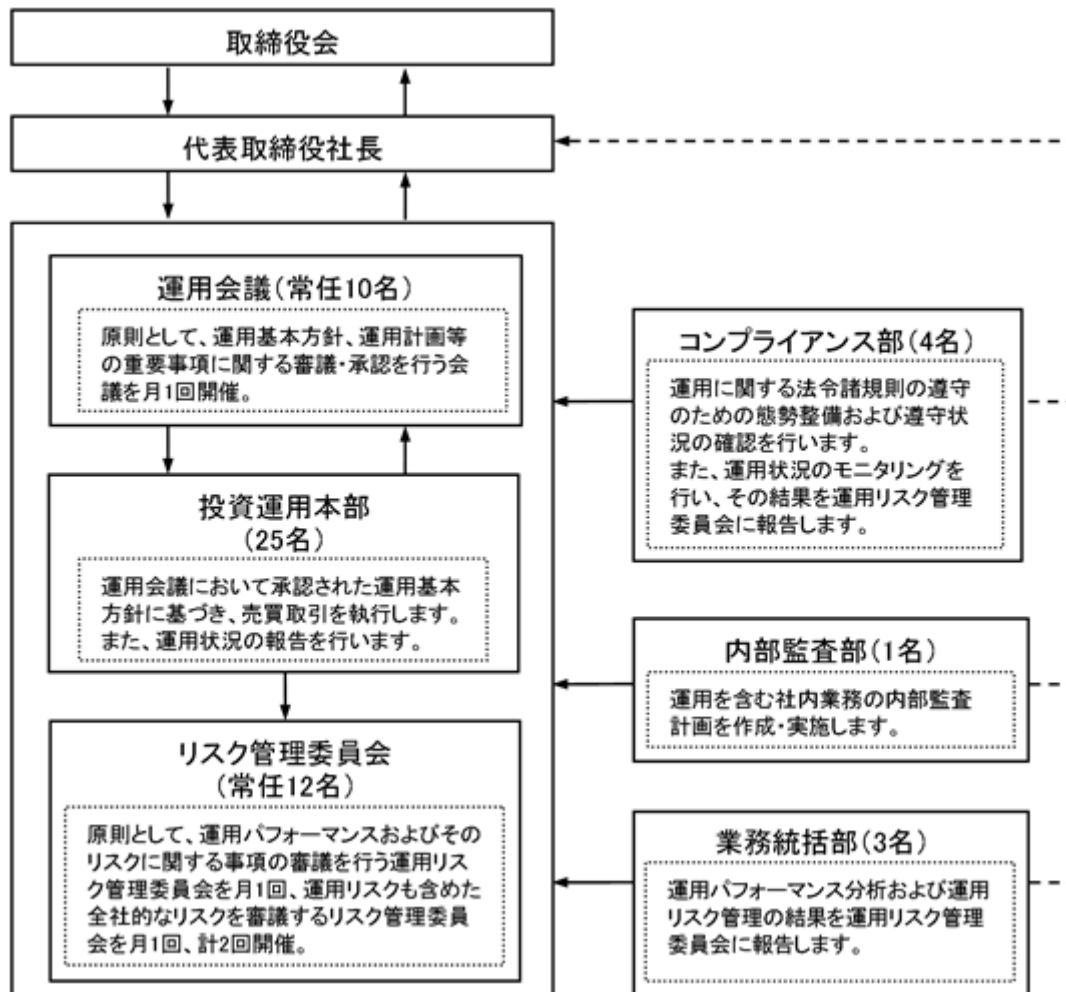 取締役会
代表取締役社長
運用会議(常任10名)
原則として、運用基本方針、運用計画等
の重要事項に関する審議・承認を行う会
議を月1回開催。
投資運用本部
(25名)
運用会議において承認された運用基本
方針に基づき、売買取引を執行します。
また、運用状況の報告を行います。
リスク管理委員会
(常任12名)
原則として、運用パフォーマンスおよびその
リスクに関する事項の審議を行う運用リス
ク管理委員会を月1回、運用リスクも含めた
全社的なリスクを審議するリスク管理委員
会を月1回、計2回開催。
コンプライアンス部(4名)
運用に関する法令諸規則の遵守
のための態勢整備および遵守状
況の確認を行います。
また、運用状況のモニタリングを
行い、その結果を運用リスク管理
委員会に報告します。
内部監査部(1名)
運用を含む社内業務の内部監査
計画を作成・実施します。
業務統括部(3名)
運用パフォーマンス分析および運用
リスク管理の結果を運用リスク管理
委員会に報告します。